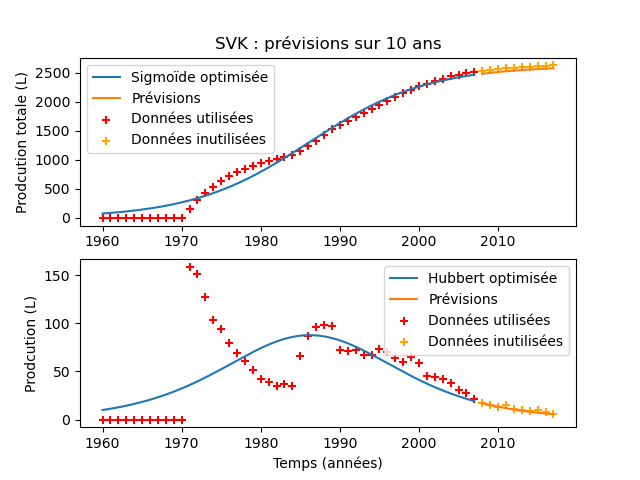 SVK : prévisions sur 10 ans
Prodcution totale (L)
2500
2000
1500
1000
500
0
Sigmoïde optimisée
Prévisions
Données utilisées
Données inutilisées
1960 1970 1980 1990 2000 2010
Prodcution (L)
150
100
50
0
Hubbert optimisée
Prévisions
Données utilisées
Données inutilisées
1960 1970 1980 1990 2000 2010
Temps (années)